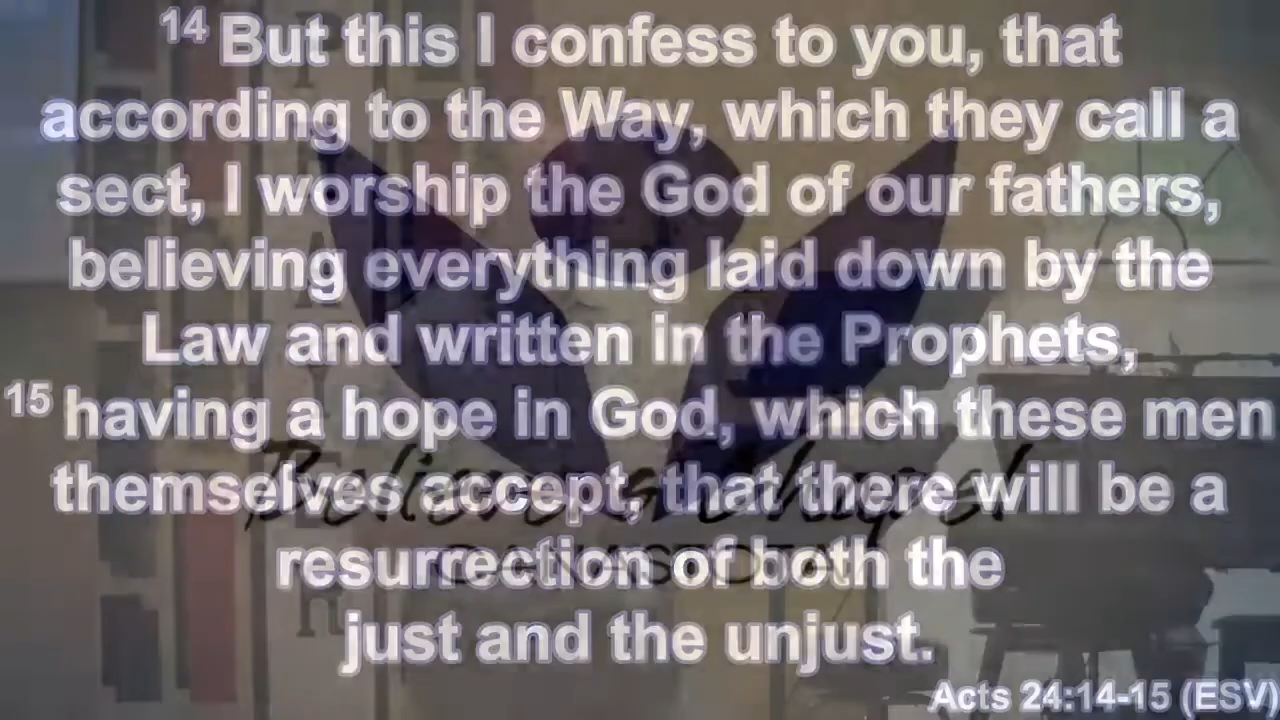 14 But this I confess to you, that
according to the Way, which they call a
sect, I worship the God of our fathers,
believing everything laid down by the
Law and written in the Prophets,
15 having a hope in God, which these men
themselves accept, that there will be a
resurrection of both the
just and the unjust.
Acts 24:14-15 (ESV)
Believers Chapel